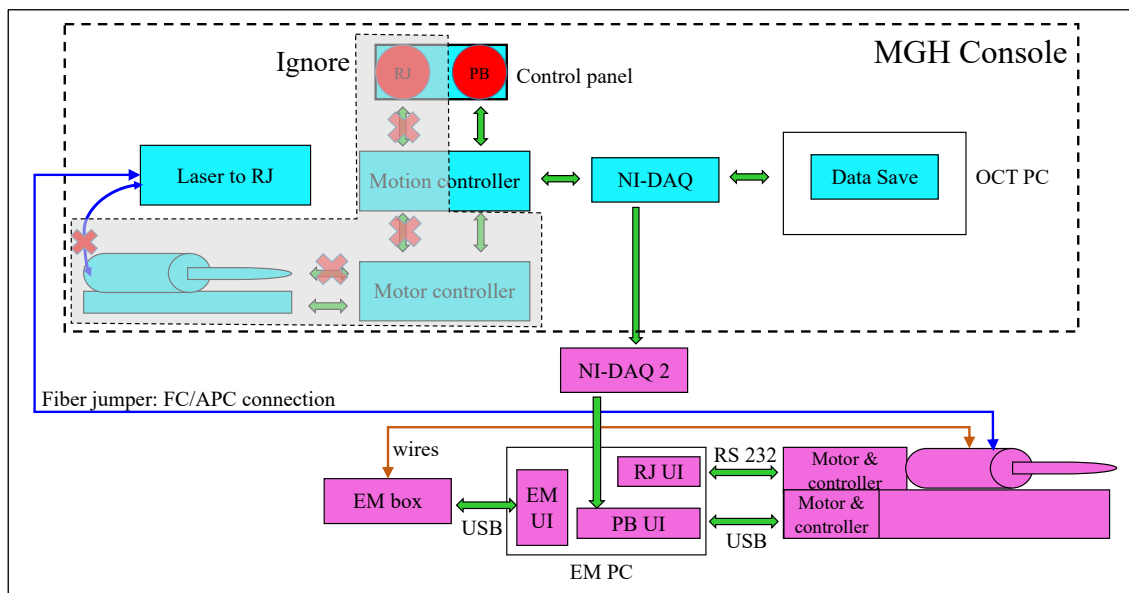 MGH Console
Ignore
RJ
PB
Control panel
Laser to RJ
Motion controller
NI-DAQ
Data Save
OCT PC
Motor controller
NI-DAQ 2
Fiber jumper: FC/APC connection
wires
RS 232
EM box
USB
EM
UI
RJ UI
PB UI
EM PC
USB
Motor &
controller
Motor &
controller